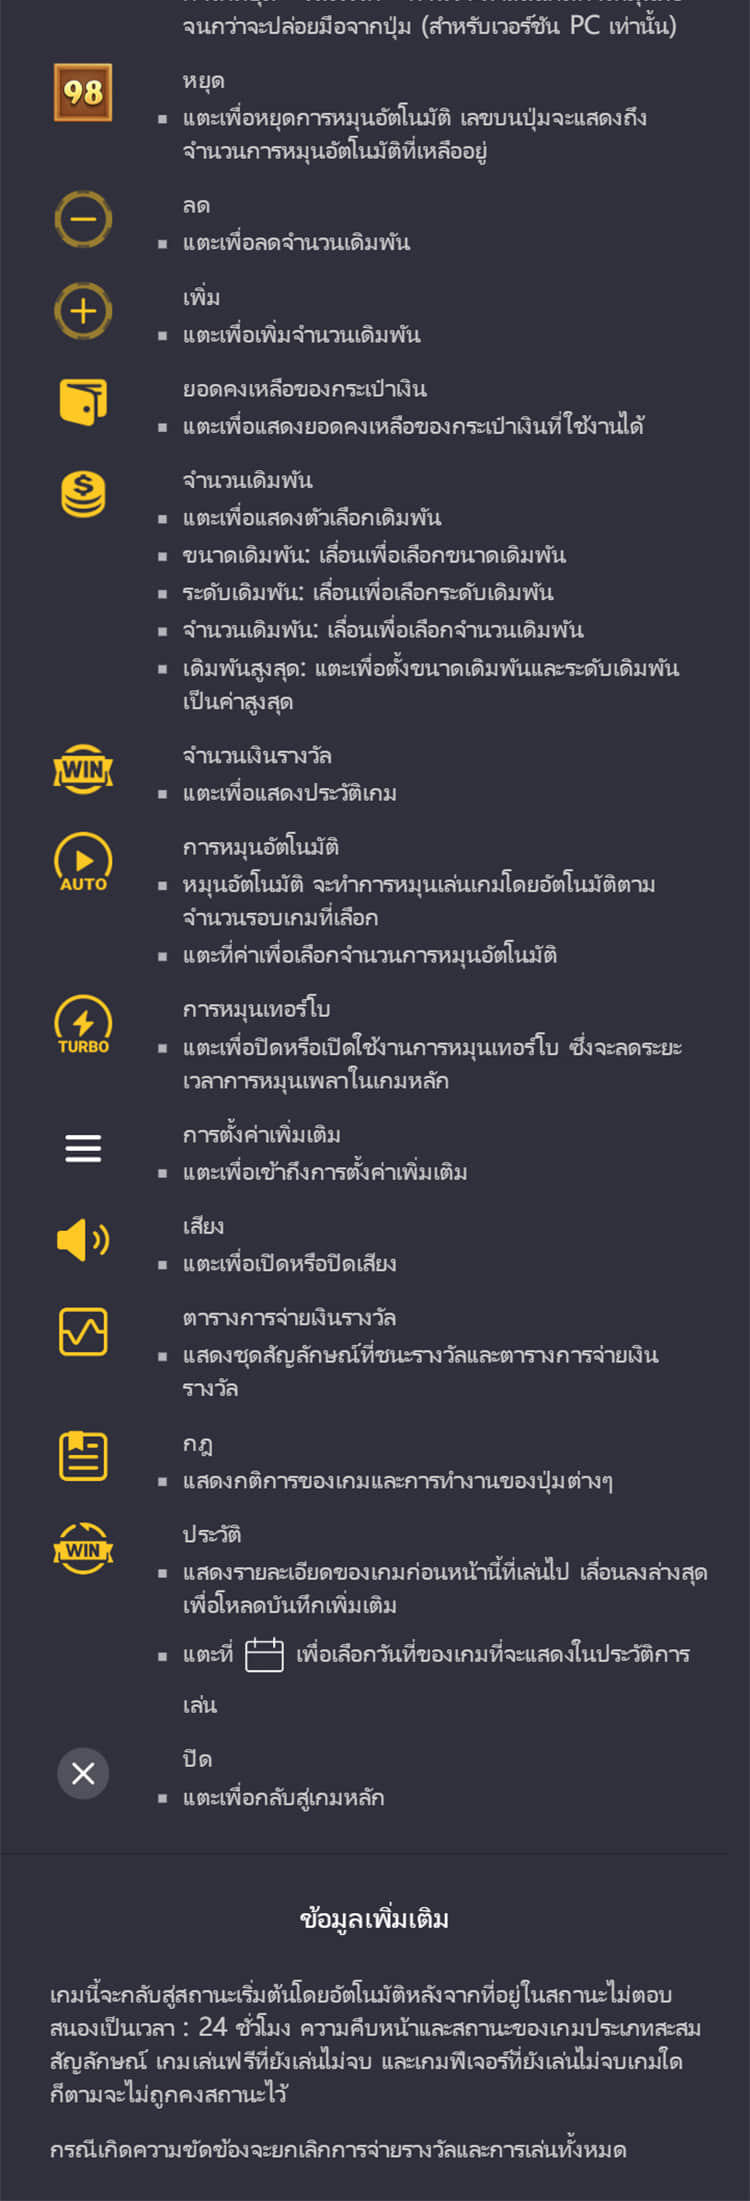 จนกว่าจะปล่อยมือจากปุ่ม (สำหรับเวอร์ชัน PC เท่านั้น)
98
หยุด
แตะเพื่อหยุดการหมุนอัตโนมัติ เลขบนปุ่มจะแสดงถึง
จำนวนการหมุนอัตโนมัติที่เหลืออยู่
ลด
แตะเพื่อลดจำนวนเดิมพัน
เพิ่ม
แตะเพื่อเพิ่มจำนวนเดิมพัน
ยอดคงเหลือของกระเป๋าเงิน
แตะเพื่อแสดงยอดคงเหลือของกระเป๋าเงินที่ใช้งานได้
จำนวนเดิมพัน
แตะเพื่อแสดงตัวเลือกเดิมพัน
ขนาดเดิมพัน: เลื่อนเพื่อเลือกขนาดเดิมพัน
ระดับเดิมพัน: เลื่อนเพื่อเลือกระดับเดิมพัน
จำนวนเดิมพัน: เลื่อนเพื่อเลือกจำนวนเดิมพัน
เดิมพันสูงสุด: แตะเพื่อตั้งขนาดเดิมพันและระดับเดิมพัน
เป็นค่าสูงสุด
WIN
จำนวนเงินรางวัล
แตะเพื่อแสดงประวัติเกม
การหมุนอัตโนมัติ
AUTO
หมุนอัตโนมัติ จะทำการหมุนเล่นเกมโดยอัตโนมัติตาม
จำนวนรอบเกมที่เลือก
แตะที่ค่าเพื่อเลือกจำนวนการหมุนอัตโนมัติ
การหมุนเทอร์โบ
TURBO
แตะเพื่อปิดหรือเปิดใช้งานการหมุนเทอร์โบ ซึ่งจะลดระยะ
เวลาการหมุนเพลาในเกมหลัก
การตั้งค่าเพิ่มเติม
แตะเพื่อเข้าถึงการตั้งค่าเพิ่มเติม
เสียง
แตะเพื่อเปิดหรือปิดเสียง
ตารางการจ่ายเงินรางวัล
แสดงชุดสัญลักษณ์ที่ชนะรางวัลและตารางการจ่ายเงิน
รางวัล
กฎ
แสดงกติการของเกมและการทำงานของปุ่มต่างๆ
ประวัติ
WIN
แสดงรายละเอียดของเกมก่อนหน้านี้ที่เล่นไป เลื่อนลงล่างสุด
เพื่อโหลดบันทึกเพิ่มเติม
แตะที่ เพื่อเลือกวันที่ของเกมที่จะแสดงในประวัติการ
เล่น
ปิด
แตะเพื่อกลับสู่เกมหลัก
ข้อมูลเพิ่มเติม
เกมนี้จะกลับสู่สถานะเริ่มต้นโดยอัตโนมัติหลังจากที่อยู่ในสถานะไม่ตอบ
สนองเป็นเวลา : 24 ชั่วโมง ความคืบหน้าและสถานะของเกมประเภทสะสม
สัญลักษณ์ เกมเล่นฟรีที่ยังเล่นไม่จบ และเกมฟีเจอร์ที่ยังเล่นไม่จบเกมใด
ก็ตามจะไม่ถูกคงสถานะไว้
กรณีเกิดความขัดข้องจะยกเลิกการจ่ายรางวัลและการเล่นทั้งหมด